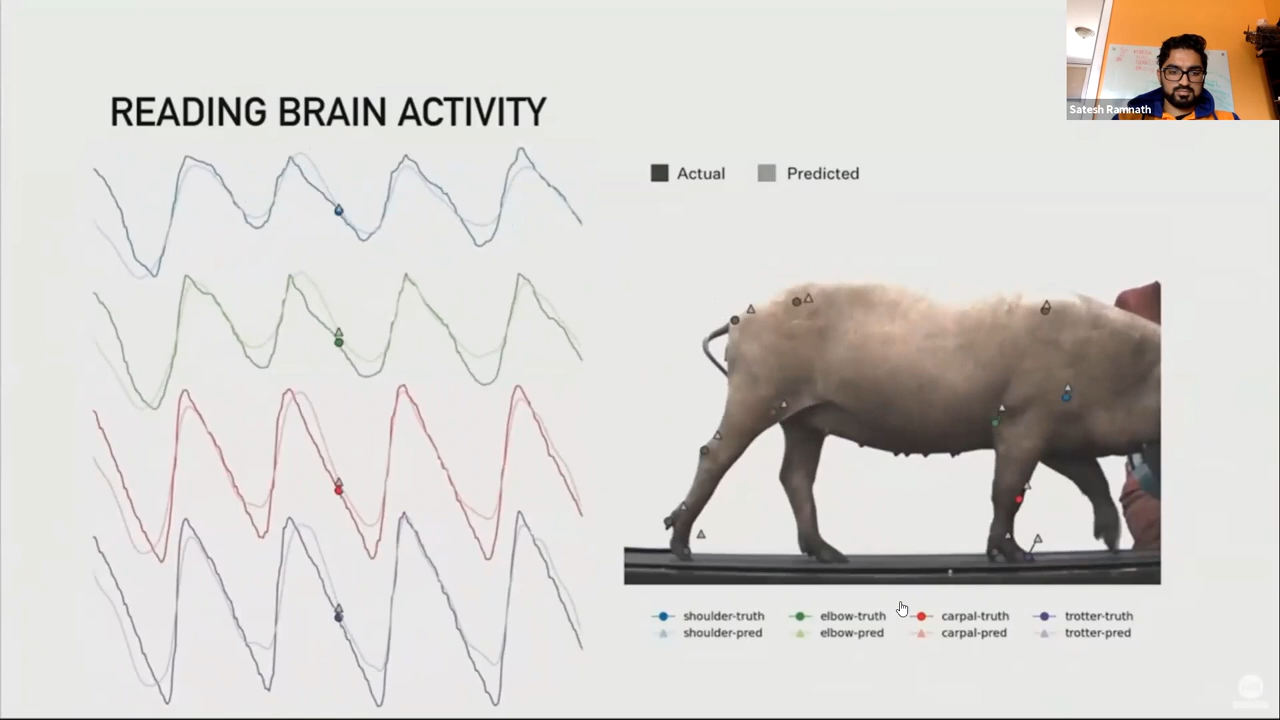 READING BRAIN ACTIVITY
Satesh Ramnath
Actual
Predicted
shoulder-truth
elbow-truth
carpal-truth
trotter-truth
shoulder-pred
elbow-pred
carpal-pred
trotter-pred